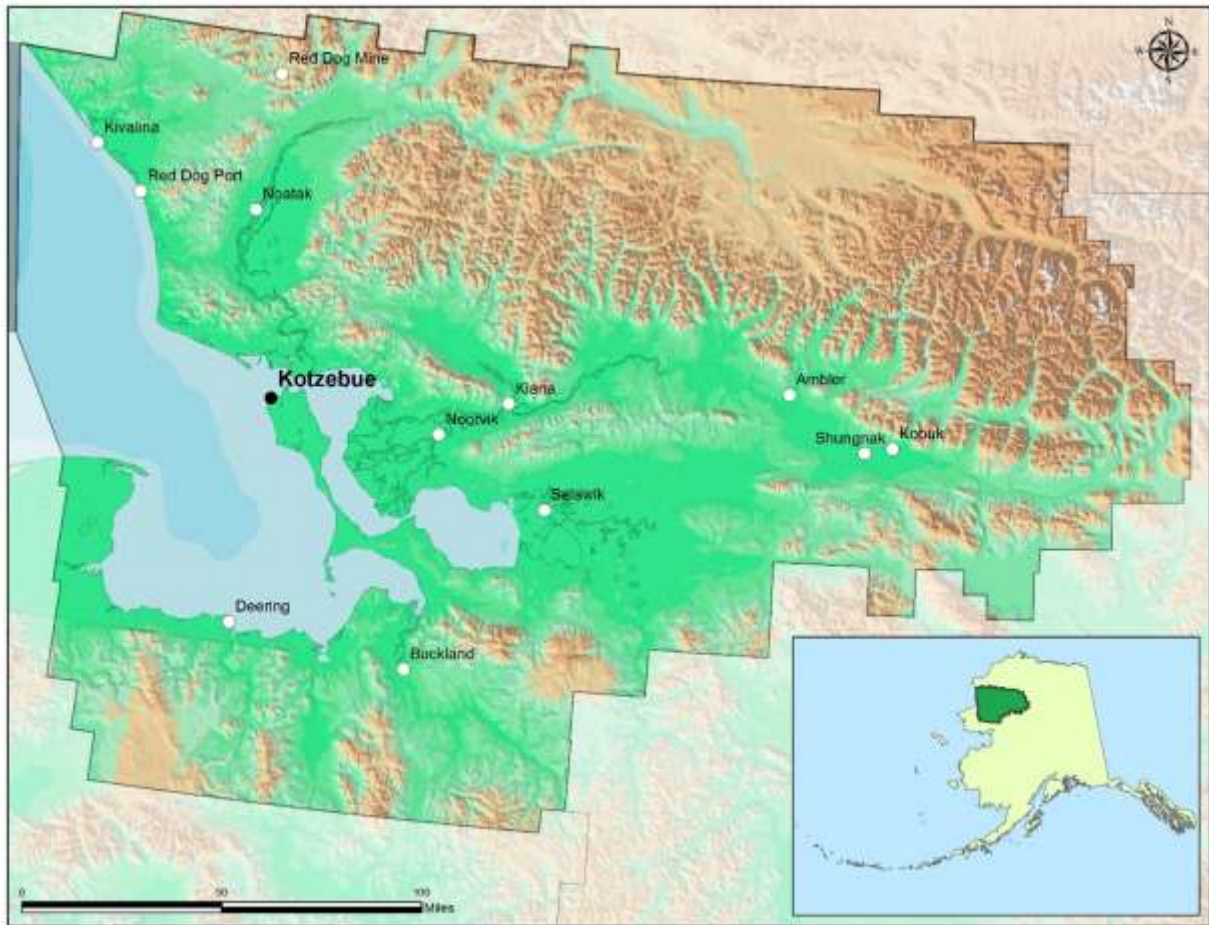 N
W
E
S
Red Dog Mine
Kivalina
Red Dog Port
Noatak
Kotzebue
Kiana
Ambler
Noorvik
Shungnak
Kobuk
Selawik
Deering
Buckland
0
50
100
Miles